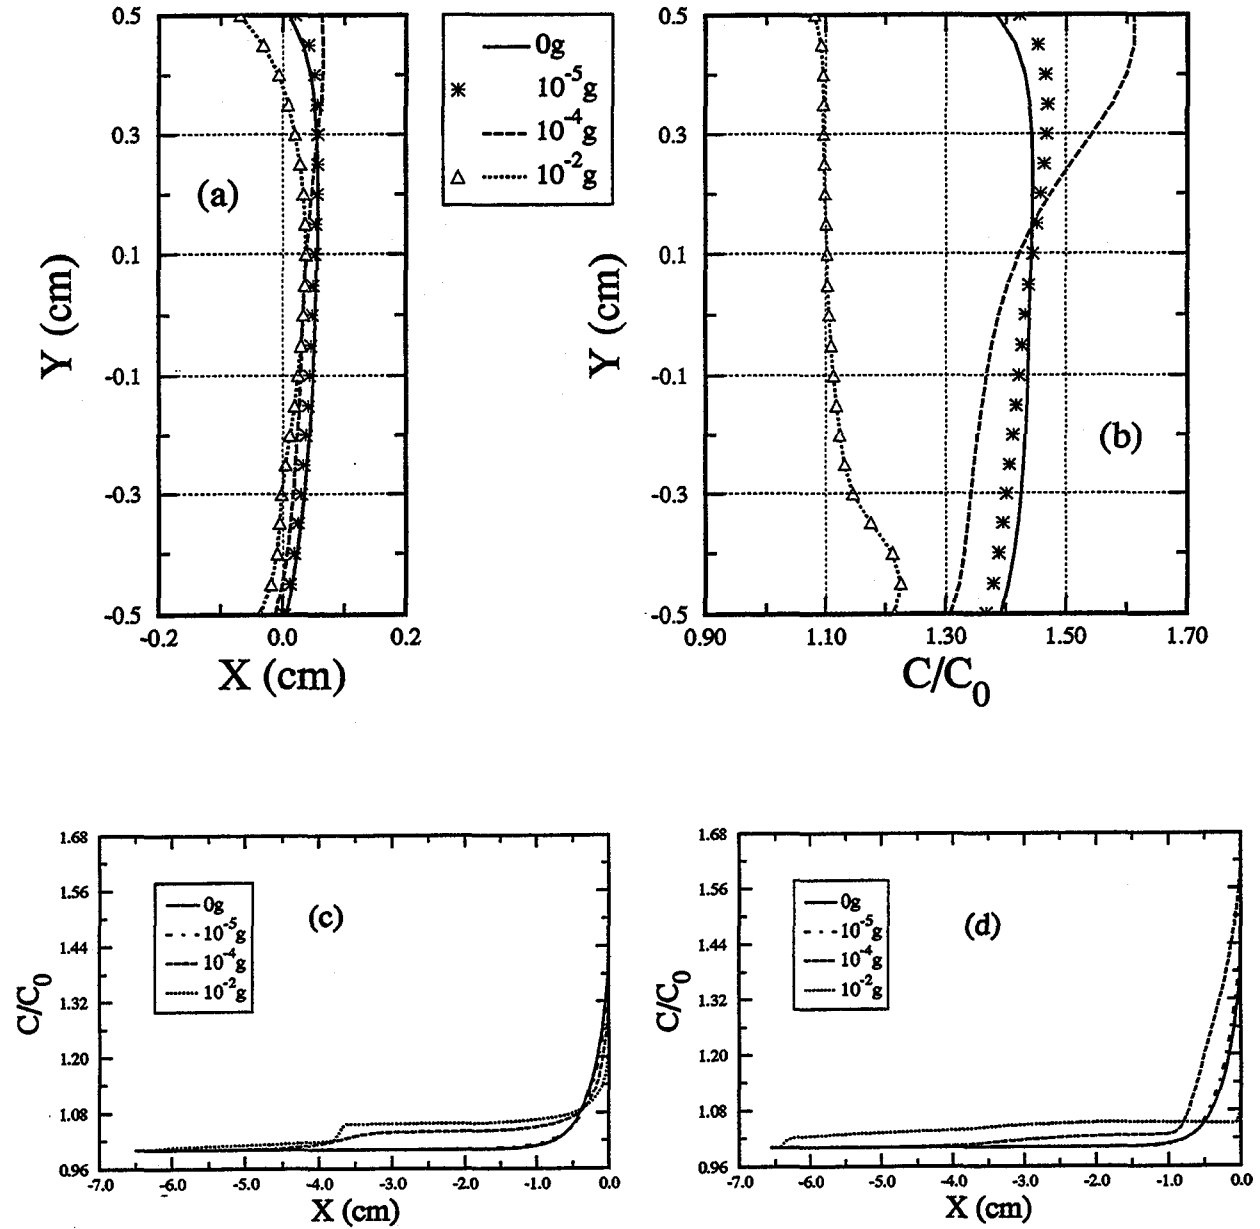 0.5
0.3
0.1
-0.1
-0.3
-0.5
-0.2
0.0
0.2
Y (cm)
X (cm)
(a)
0g
10⁻⁵g
10⁻⁴g
10⁻²g
0.5
0.3
0.1
-0.1
-0.3
-0.5
0.90
1.10
1.30
1.50
1.70
Y (cm)
C/C₀
(b)
1.68
1.56
1.44
1.32
1.20
1.08
0.96
-7.0
-6.0
-5.0
-4.0
-3.0
-2.0
-1.0
0.0
C/C₀
X (cm)
0g
10⁻⁵g
10⁻⁴g
10⁻²g
(c)
1.68
1.56
1.44
1.32
1.20
1.08
0.96
-7.0
-6.0
-5.0
-4.0
-3.0
-2.0
-1.0
0.0
C/C₀
X (cm)
0g
10⁻⁵g
10⁻⁴g
10⁻²g
(d)